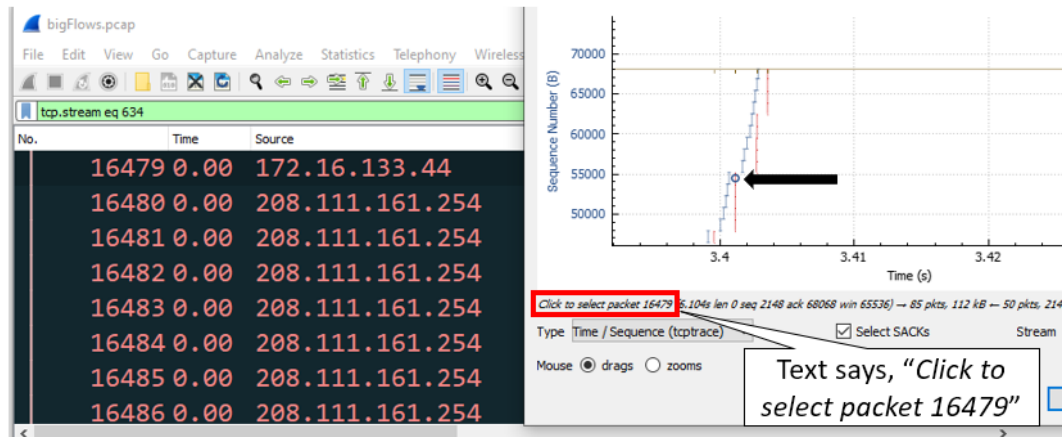 bigFlows.pcap
File Edit View Go Capture Analyze Statistics Telephony Wireless
tcp.stream eq 634
No. Time Source
16479 0.00 172.16.133.44
16480 0.00 208.111.161.254
16481 0.00 208.111.161.254
16482 0.00 208.111.161.254
16483 0.00 208.111.161.254
16484 0.00 208.111.161.254
16485 0.00 208.111.161.254
16486 0.00 208.111.161.254
Sequence Number (B)
70000
65000
60000
55000
50000
3.4 3.41 3.42
Time (s)
Click to select packet 16479 (6.104s len 0 seq 2148 ack 68068 win 65536) → 85 pkts, 112 kB ← 50 pkts, 214
Type Time / Sequence (tcptrace) Select SACKs Stream
Mouse drags zooms
Text says, “Click to
select packet 16479”